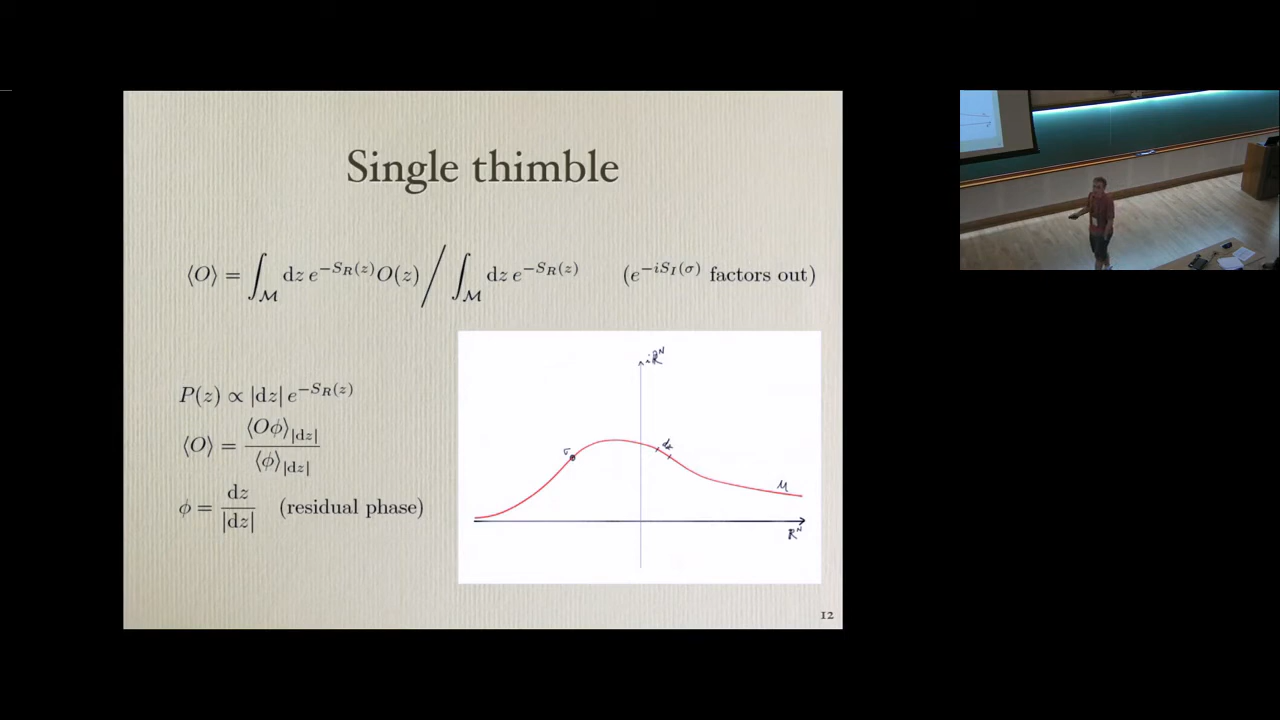 Single thimble
⟨O⟩ = ∫_M dz e^{−S_R(z)} O(z) / ∫_M dz e^{−S_R(z)} (e^{−iS_I(σ)} factors out)
iℝ^N
P(z) ∝ |dz| e^{−S_R(z)}
⟨O⟩ = ⟨Oϕ⟩_{|dz|} / ⟨ϕ⟩_{|dz|}
σ
dz
M
ϕ = dz / |dz| (residual phase)
ℝ^N
12